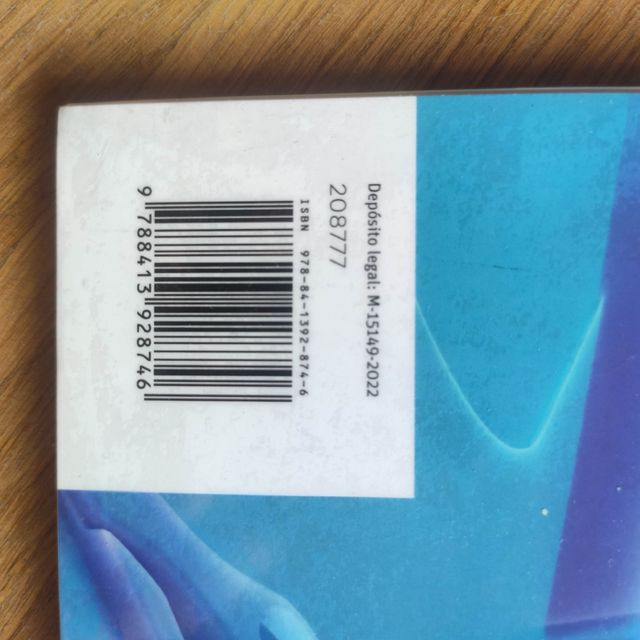 Depósito legal: M-15149-2022
208777
ISBN 978-84-1392-874-6
9 788413 928746